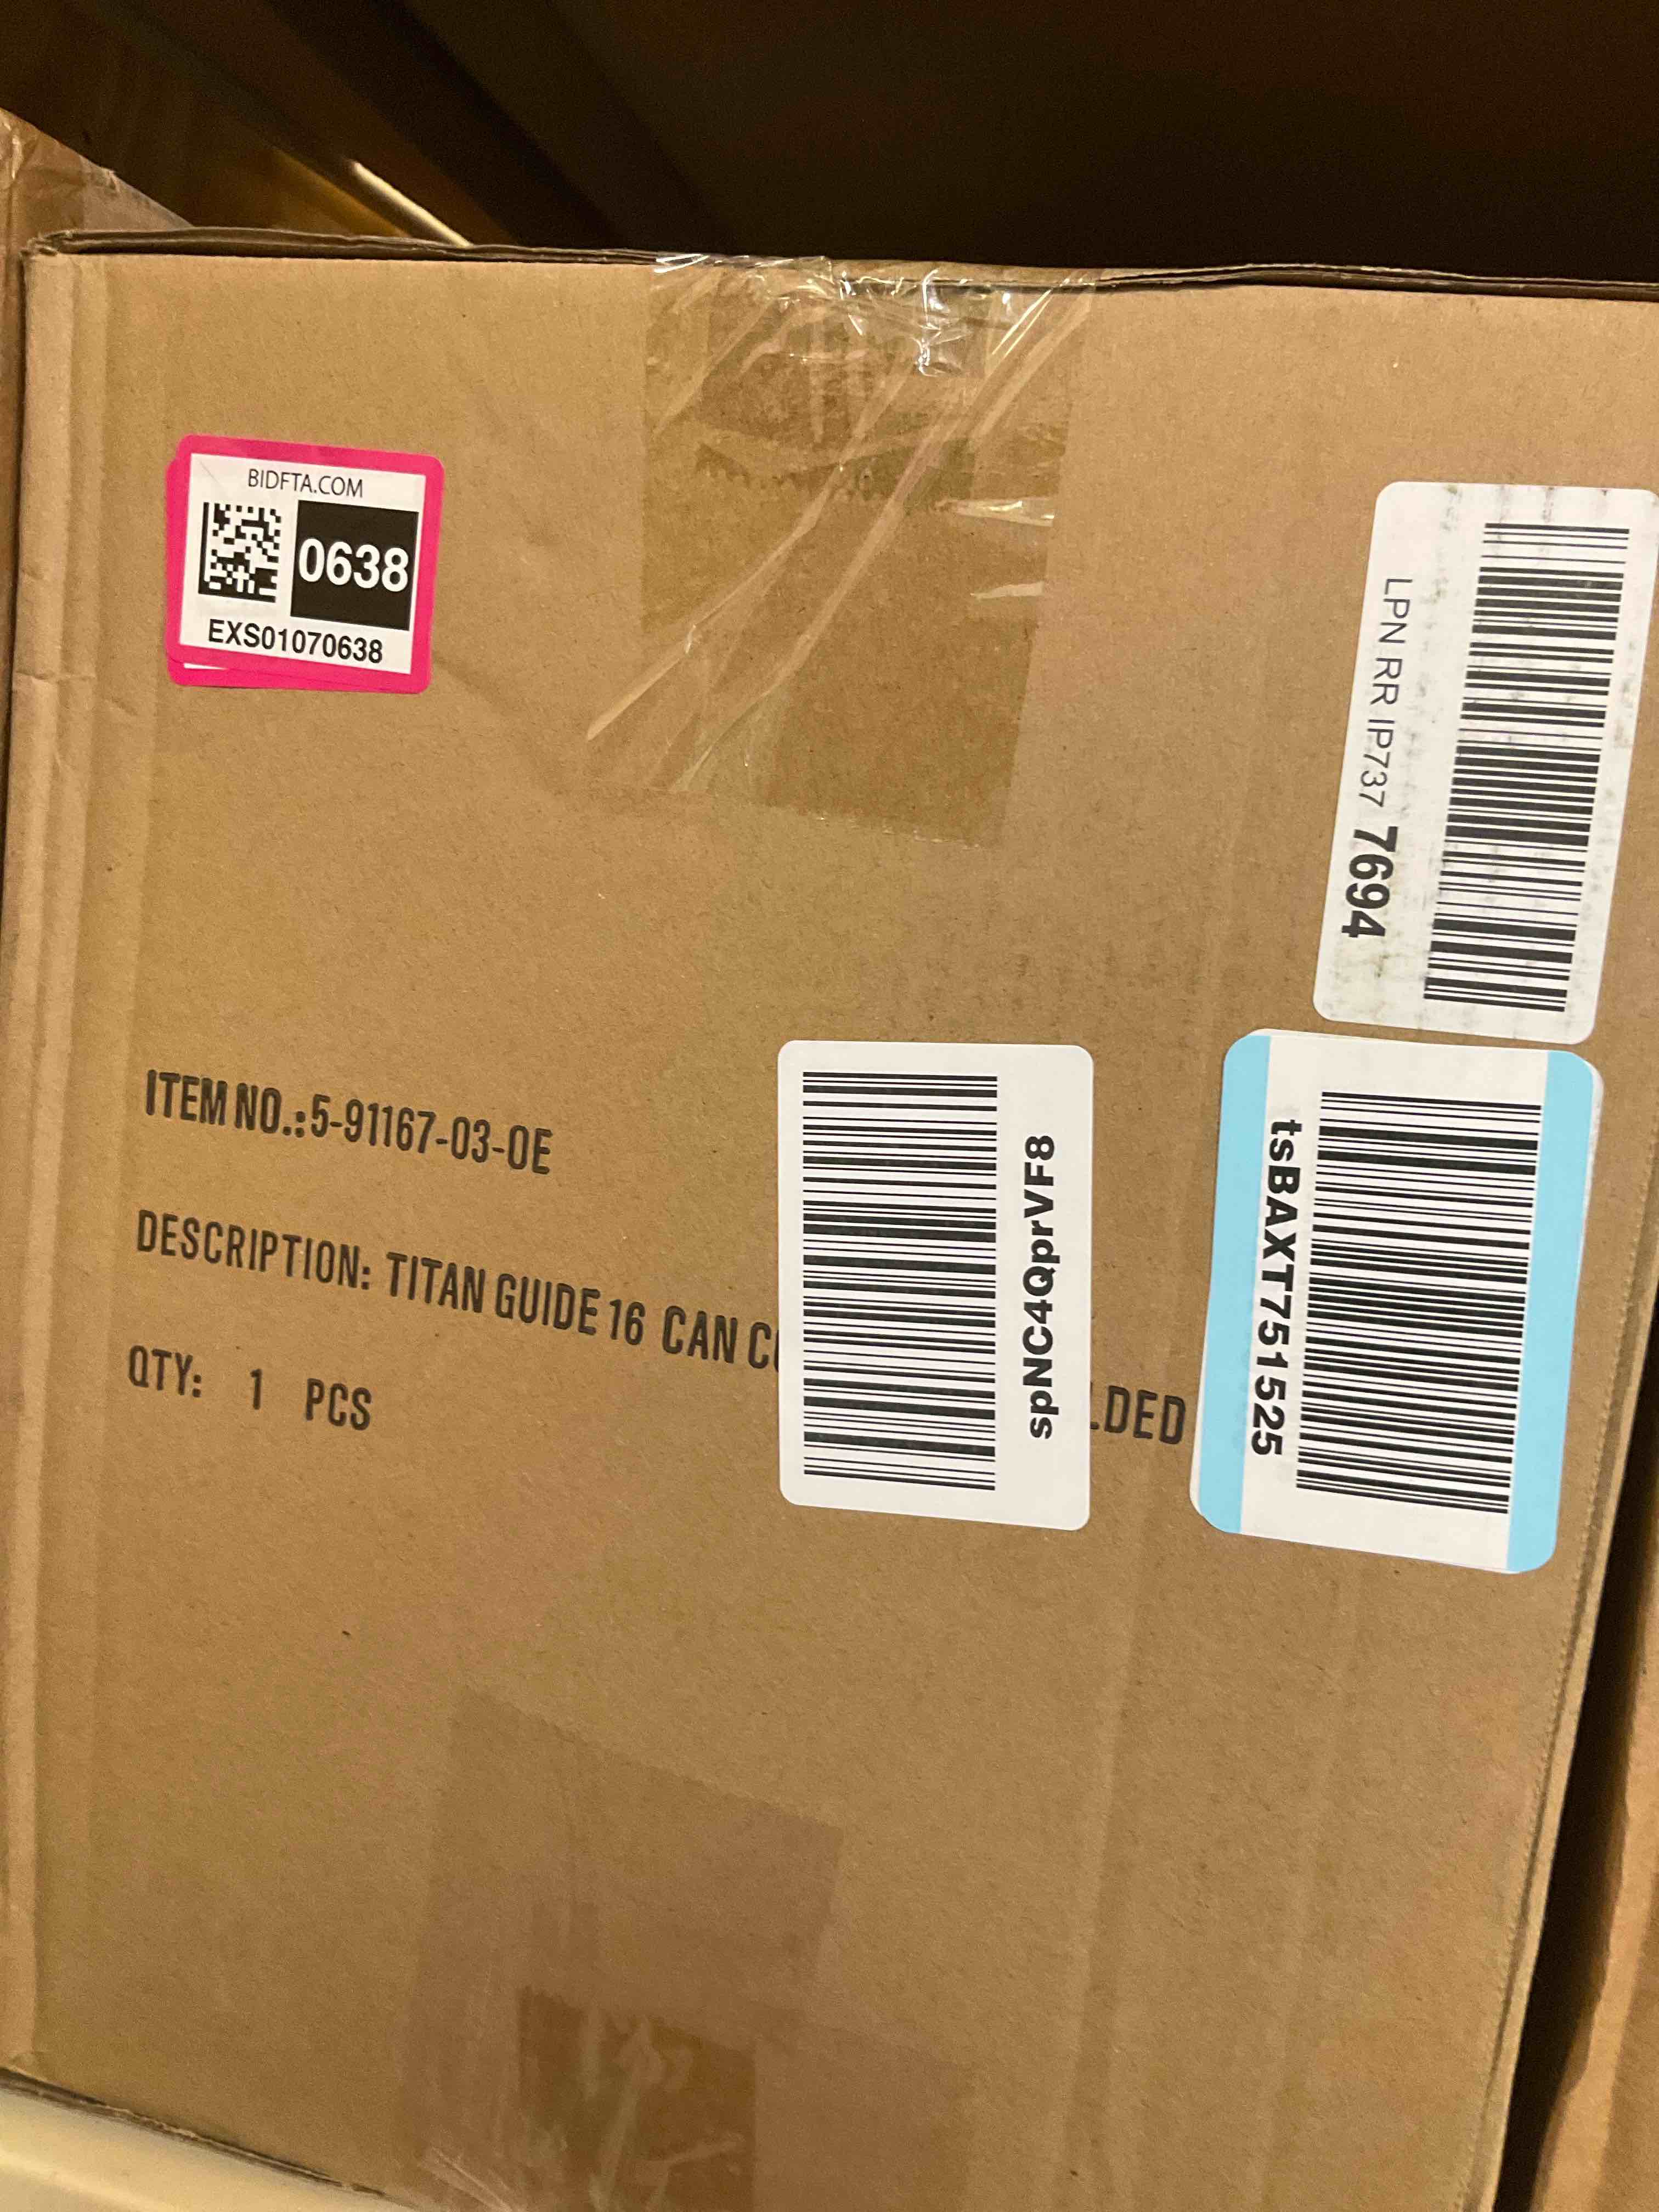 BIDFTA.COM
0638
EXS01070638
LPN RR IP737 7694
ITEM NO.:5-91167-03-OE
DESCRIPTION: TITAN GUIDE 16 CAN
QTY: 1 PCS
spNC4QprVF8
tsBAXT751525